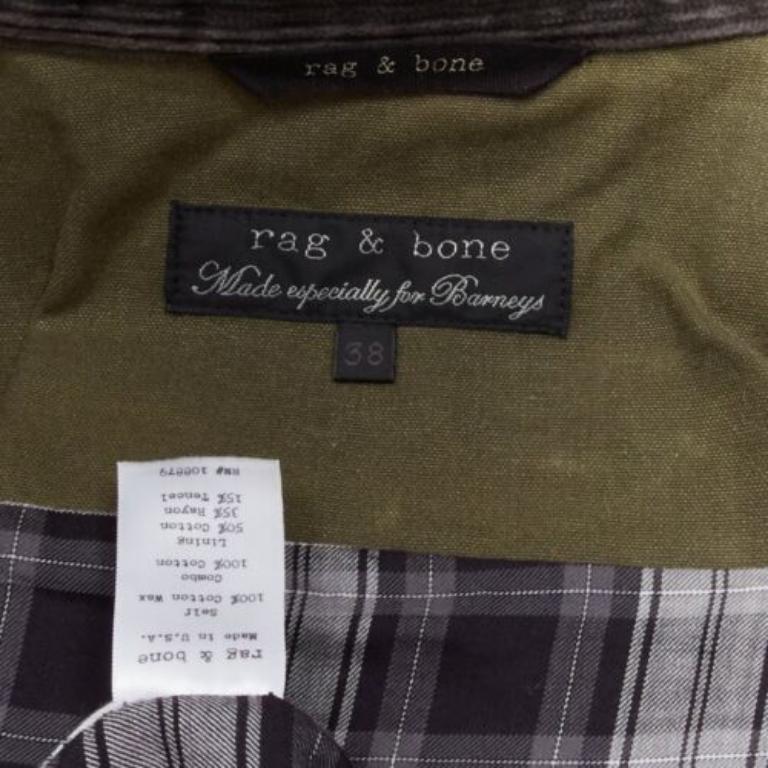 rag & bone
rag & bone
Made especially for Barneys
38
rag & bone
Made in U.S.A.
Self
100% Cotton Wax
Combo
100% Cotton
Lining
50% Cotton
35% Rayon
15% Tencel
RN# 108879